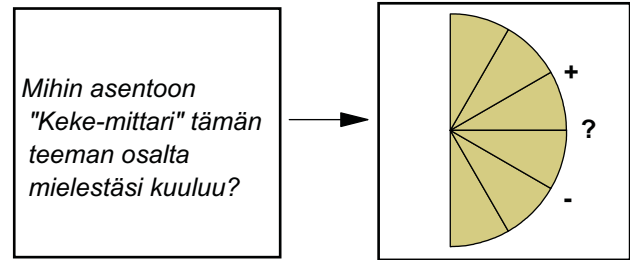 Mihin asentoon
"Keke-mittari" tämän
teeman osalta
mielestäsi kuuluu?
+
?
-